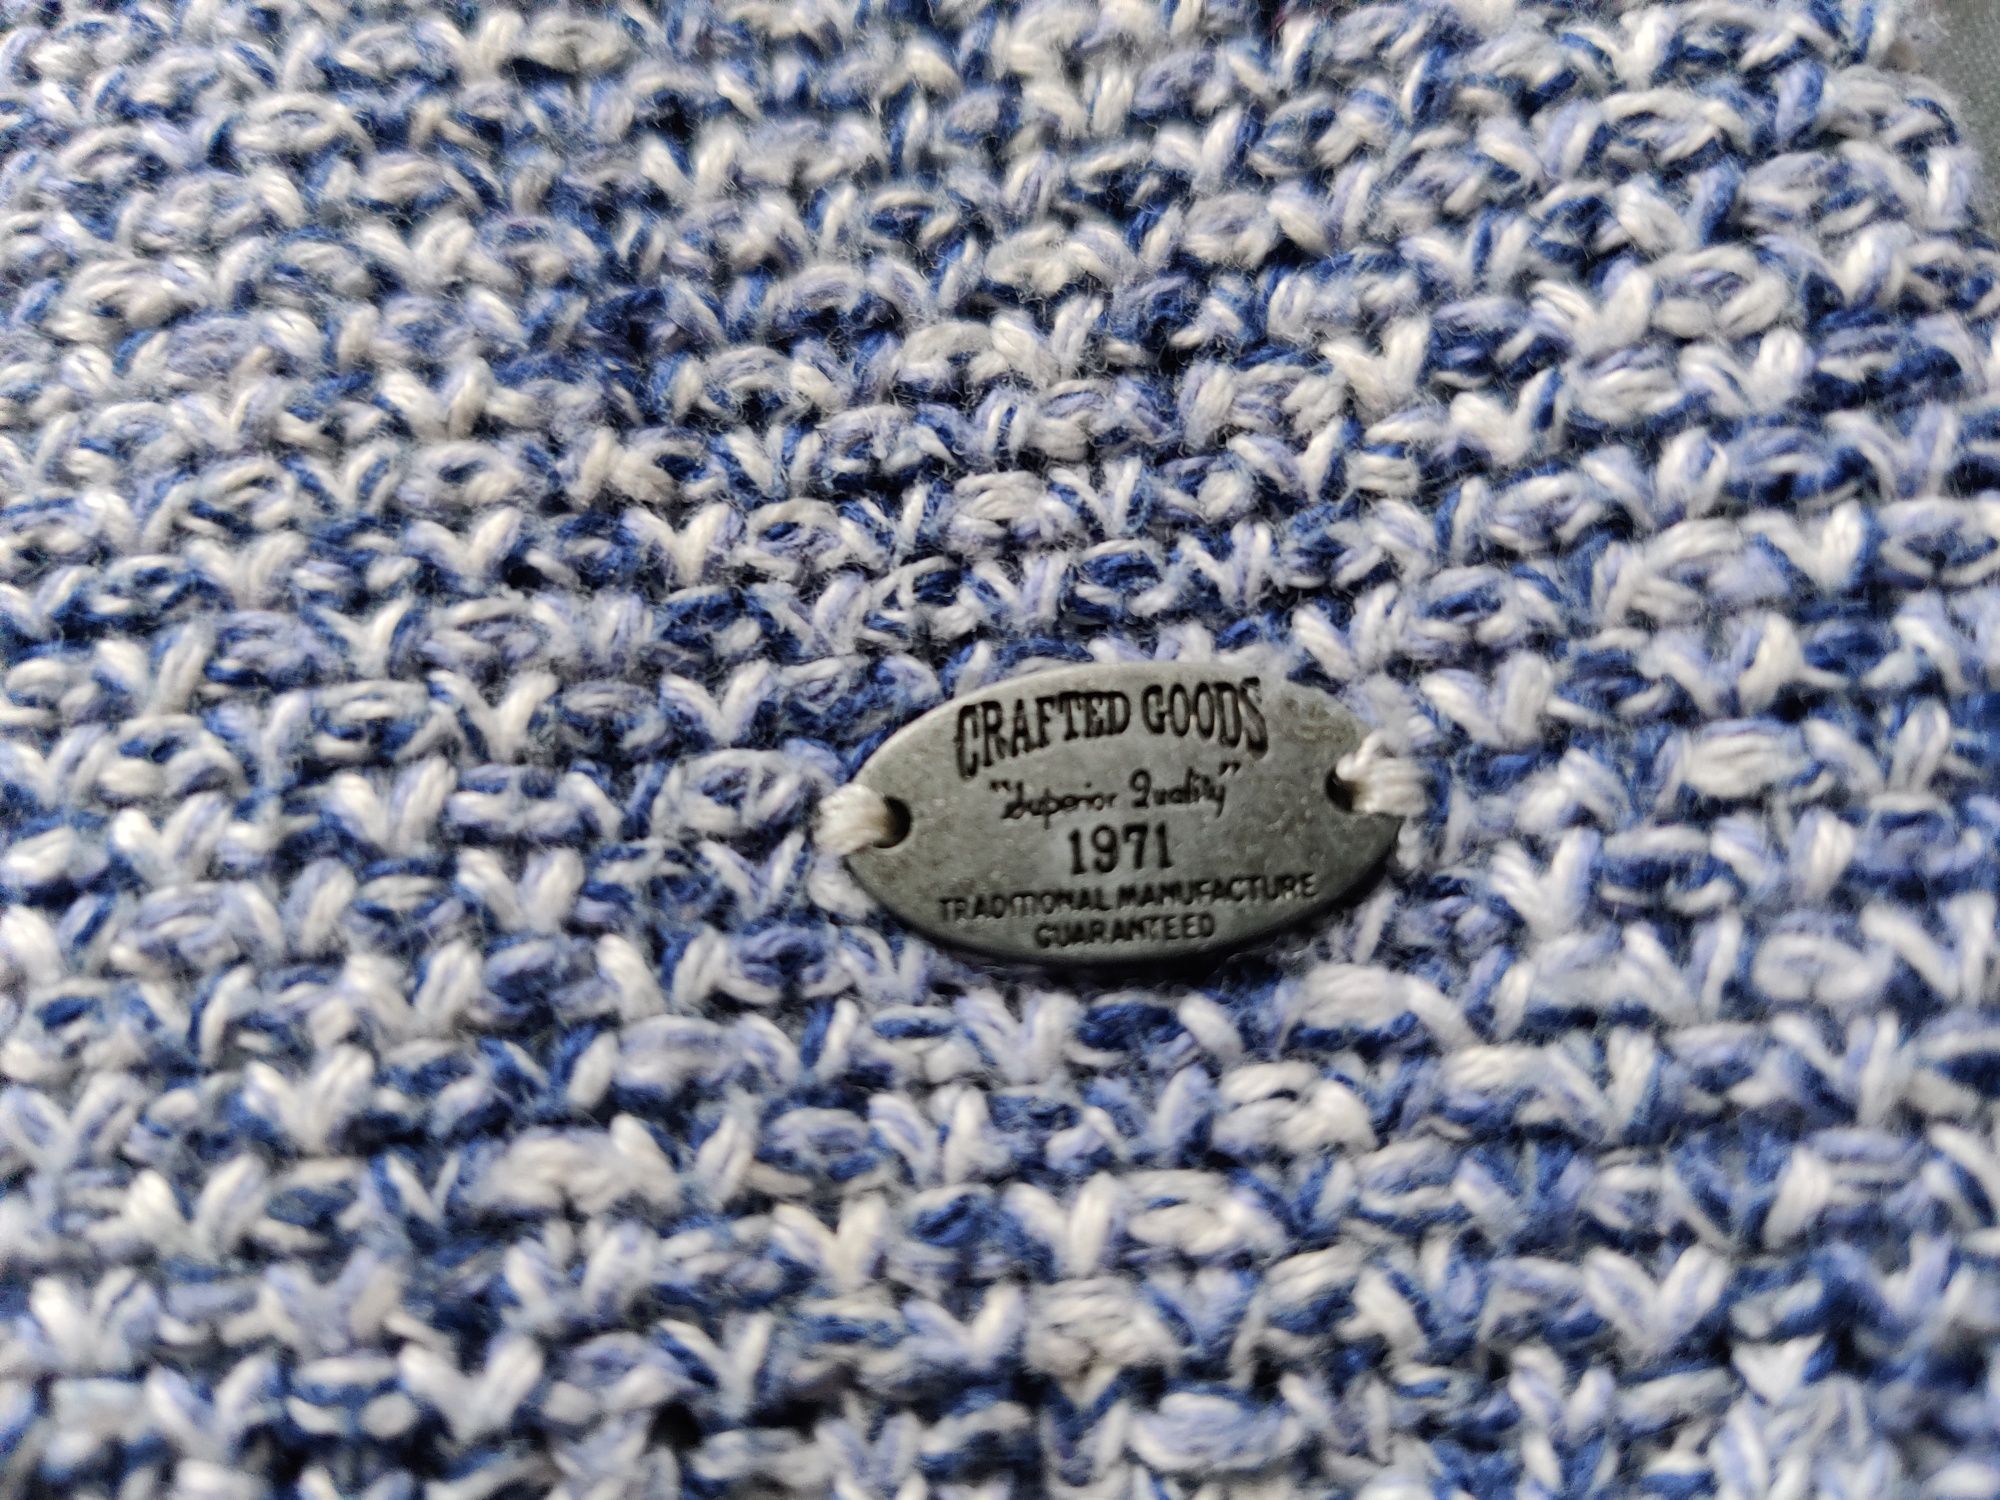 CRAFTED GOODS
"Superior Quality"
1971
TRADITIONAL MANUFACTURE
GUARANTEED